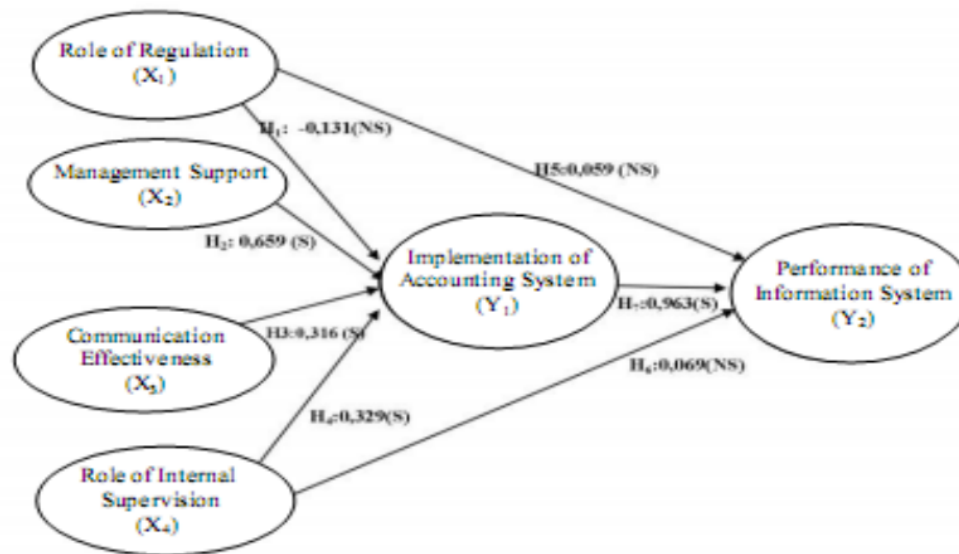 Role of Regulation
(X₁)
H₁: -0,131(NS)
Management Support
(X₂)
H5:0,059 (NS)
H₂: 0,659 (S)
Implementation of
Accounting System
(Y₁)
Performance of
Information System
(Y₂)
H₇:0,963(S)
Communication
Effectiveness
(X₃)
H3:0,316 (S)
H₆:0,069(NS)
H₄:0,329(S)
Role of Internal
Supervision
(X₄)